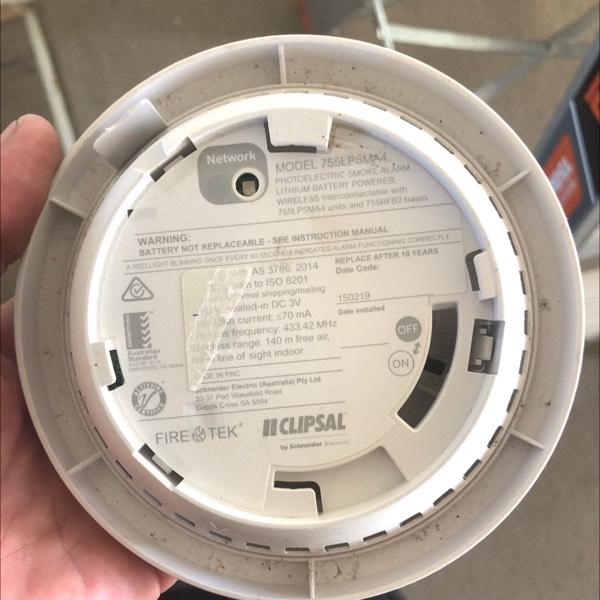 Network
MODEL 755LPSMA4
PHOTOELECTRIC SMOKE ALARM
LITHIUM BATTERY POWERED,
WIRELESS Interconnectable with
755LPSMA4 units and 755RFB2 bases
WARNING:
BATTERY NOT REPLACEABLE - SEE INSTRUCTION MANUAL
A RED LIGHT BLINKING ONCE EVERY 40 SECONDS INDICATES ALARM FUNCTIONING CORRECTLY
AS 3786: 2014
to ISO 8201
shipping/mailing
sealed-in DC 3V
current: ≤70 mA
frequency: 433.42 MHz
range: 140 m free air,
line of sight indoor
MADE IN PRC
REPLACE AFTER 10 YEARS
Date Code:
150219
Date installed
OFF
ON
Australian
Standard
ACTIVFIRE
CERTIFIED
Schneider Electric (Australia) Pty Ltd
33-37 Port Wakefield Road
Gepps Cross SA 5094
FIRE TEK
CLIPSAL
by Schneider Electric